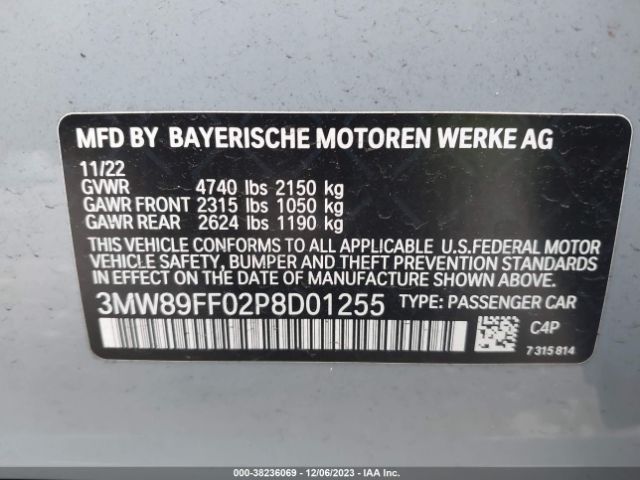 MFD BY BAYERISCHE MOTOREN WERKE AG
11/22
GVWR 4740 lbs 2150 kg
GAWR FRONT 2315 lbs 1050 kg
GAWR REAR 2624 lbs 1190 kg
THIS VEHICLE CONFORMS TO ALL APPLICABLE U.S.FEDERAL MOTOR
VEHICLE SAFETY, BUMPER AND THEFT PREVENTION STANDARDS
IN EFFECT ON THE DATE OF MANUFACTURE SHOWN ABOVE.
3MW89FF02P8D01255 TYPE: PASSENGER CAR
C4P
7 315 814
000-38236069 - 12/06/2023 - IAAI.COM